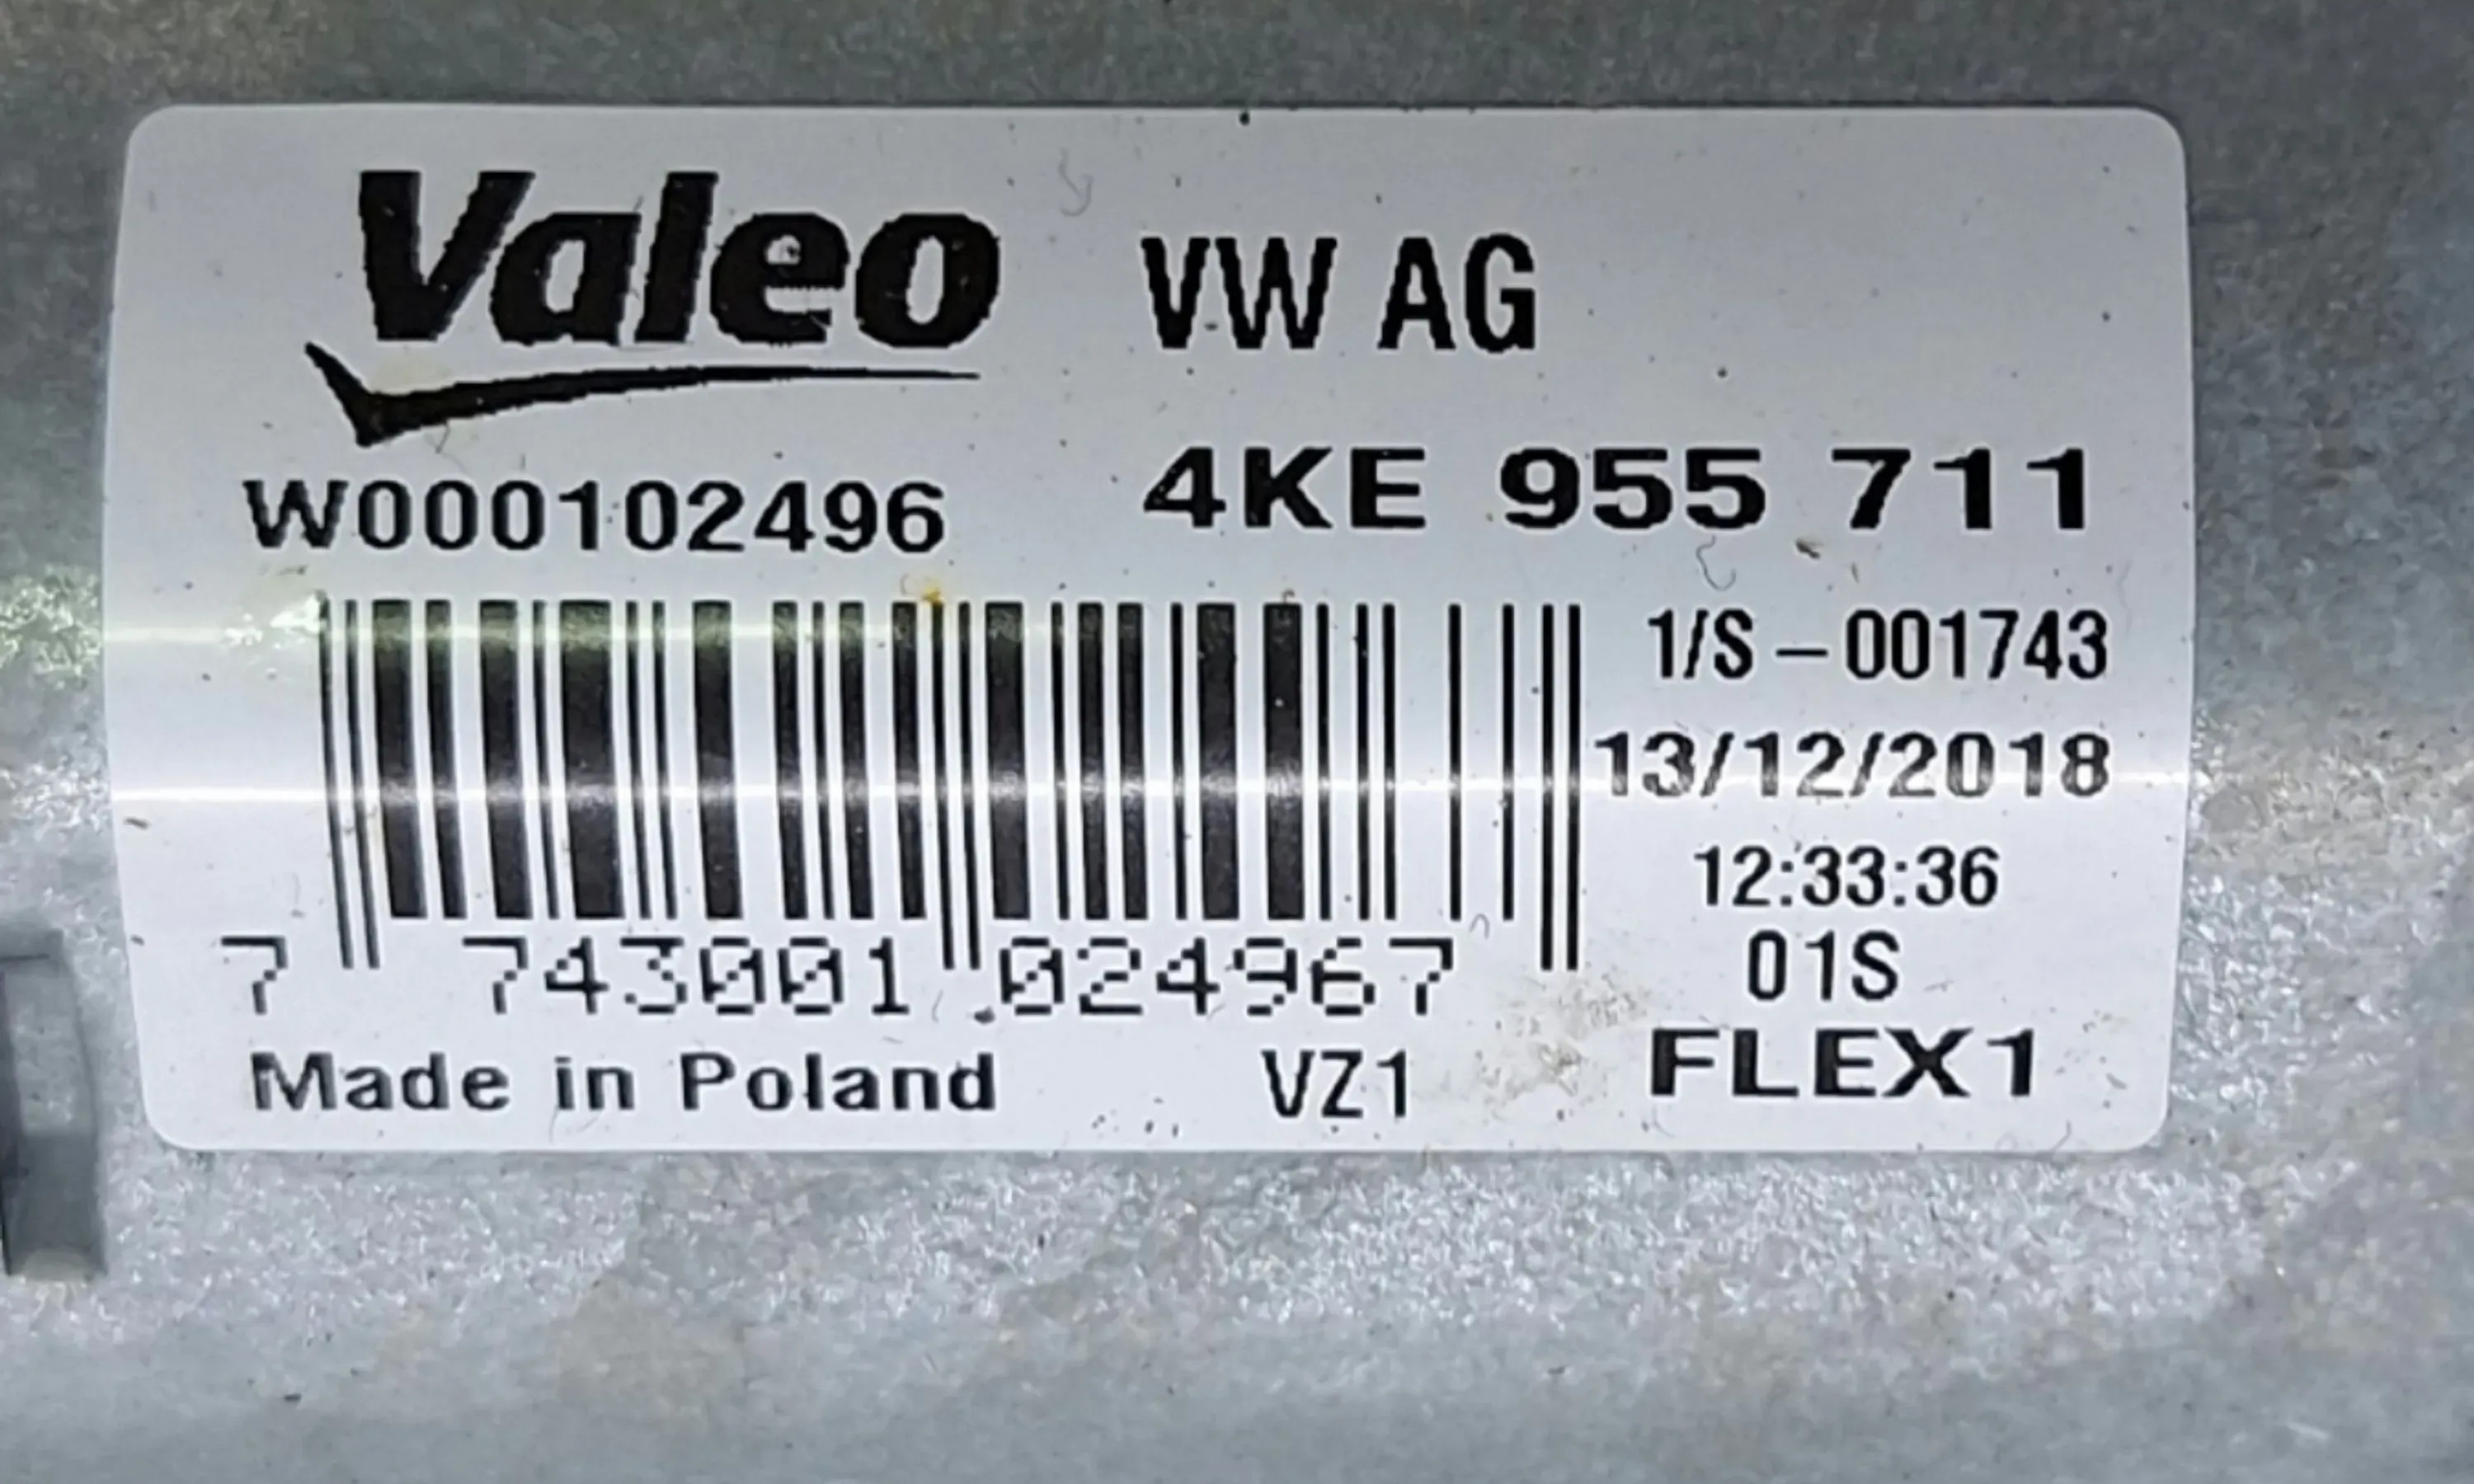 Valeo VW AG
W000102496 4KE 955 711
1/S-001743
13/12/2018
12:33:36
7 743001 024967 01S
Made in Poland VZ1 FLEX1